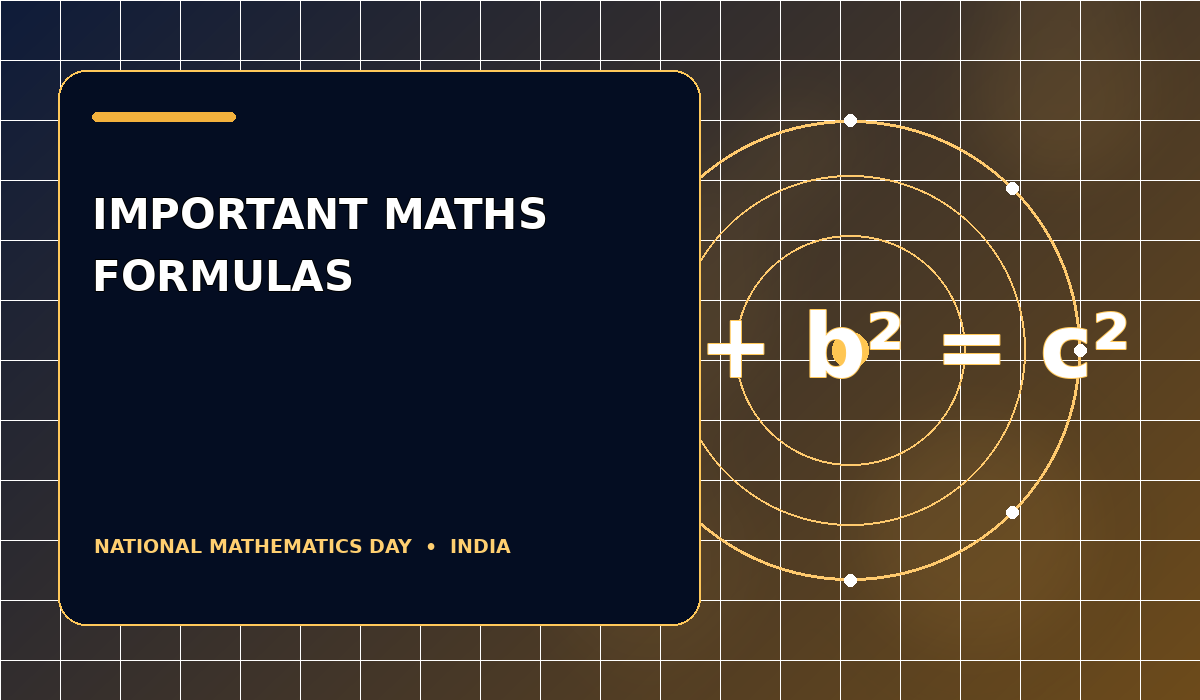 IMPORTANT MATHS
FORMULAS
+ b² = c²
NATIONAL MATHEMATICS DAY • INDIA